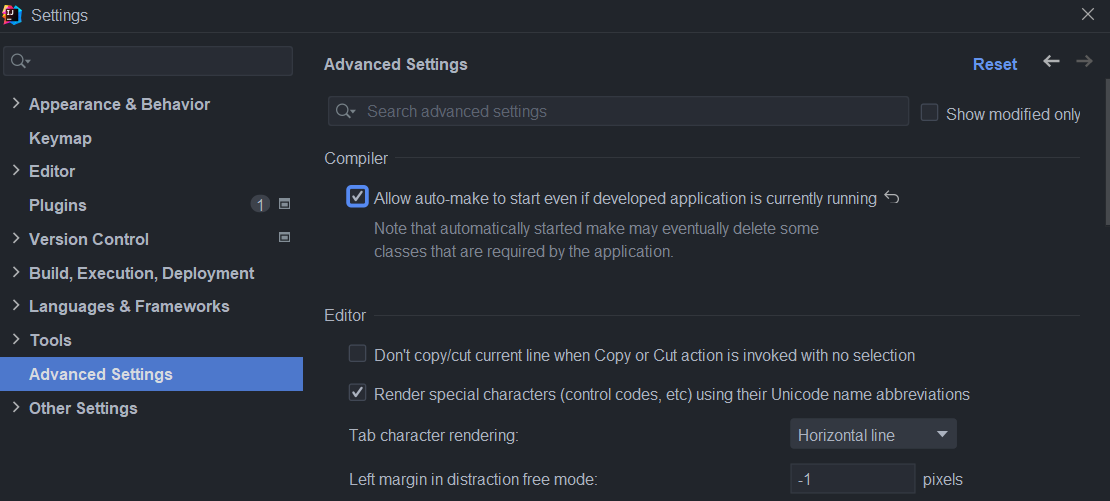 Settings
Advanced Settings
Reset
Search advanced settings
Show modified only
Appearance & Behavior
Keymap
Editor
Plugins 1
Version Control
Build, Execution, Deployment
Languages & Frameworks
Tools
Advanced Settings
Other Settings
Compiler
Allow auto-make to start even if developed application is currently running
Note that automatically started make may eventually delete some
classes that are required by the application.
Editor
Don't copy/cut current line when Copy or Cut action is invoked with no selection
Render special characters (control codes, etc) using their Unicode name abbreviations
Tab character rendering: Horizontal line
Left margin in distraction free mode: -1 pixels